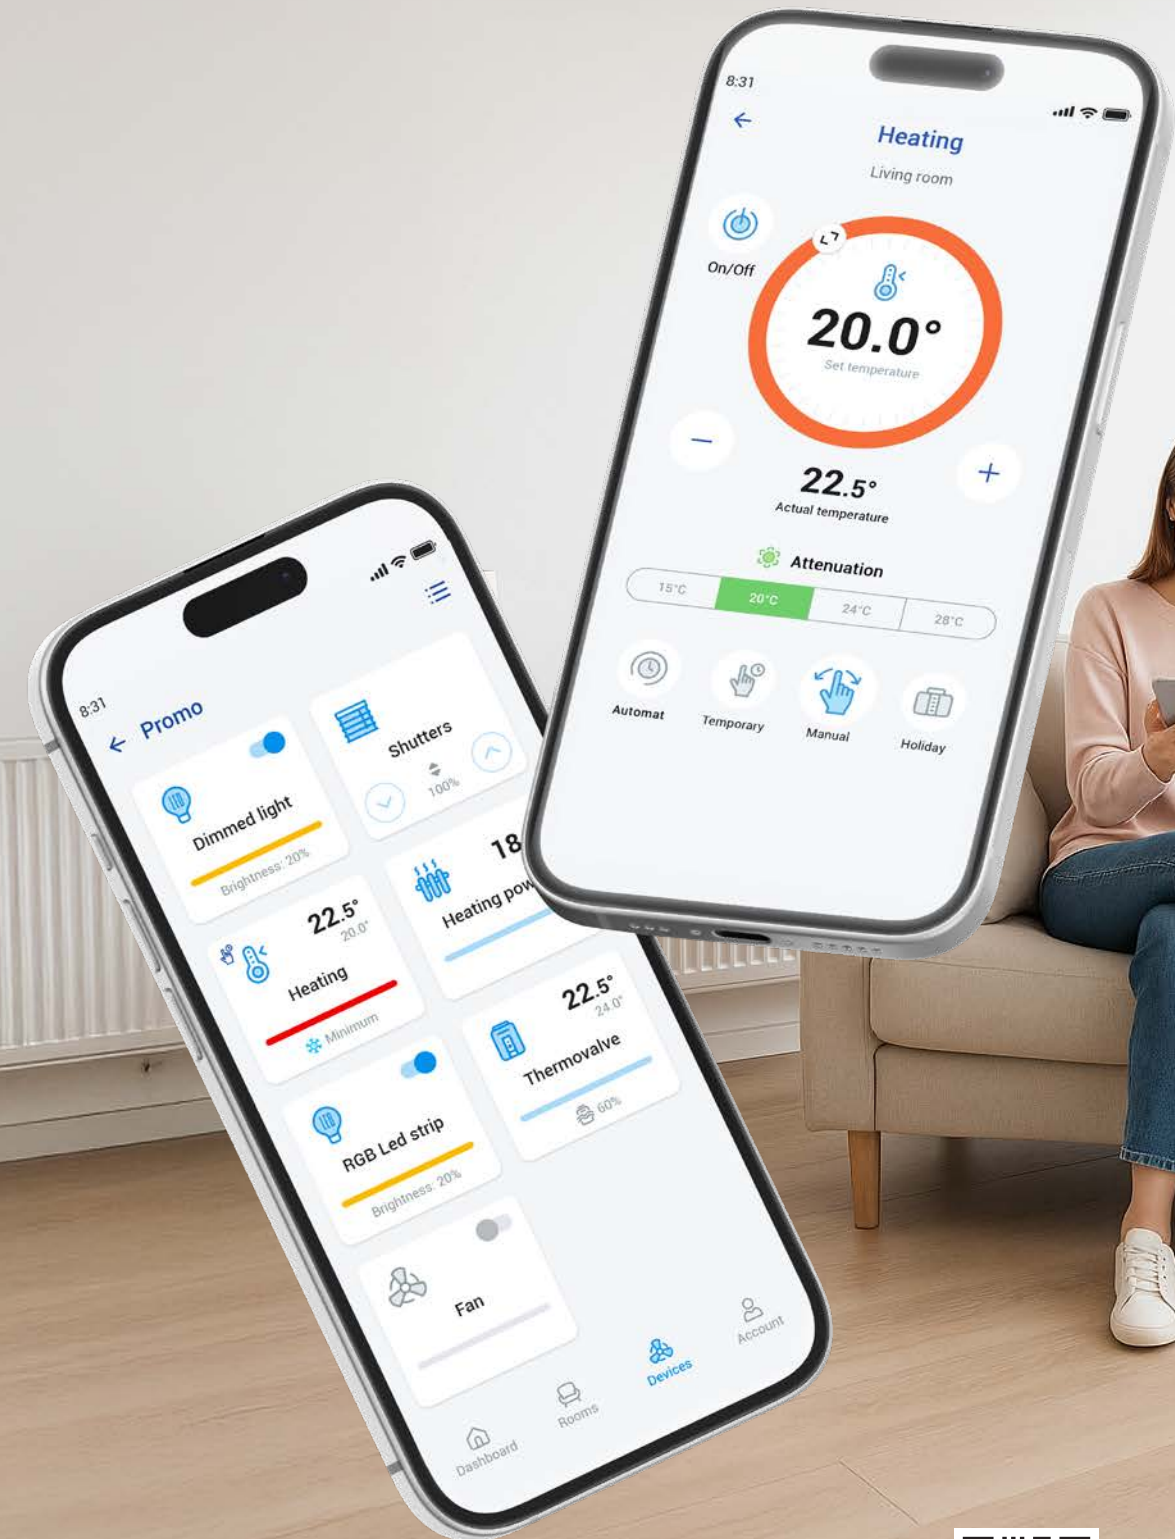 8:31
Heating
Living room
On/Off
20.0°
Set temperature
22.5°
Actual temperature
Attenuation
15°C
20°C
24°C
28°C
Automat
Temporary
Manual
Holiday
8:31
Promo
Dimmed light
Brightness: 20%
Shutters
100%
22.5°
20.0°
Heating
Minimum
18
Heating pow
RGB Led strip
Brightness: 20%
22.5°
24.0°
Thermovalve
60%
Fan
Dashboard
Rooms
Devices
Account